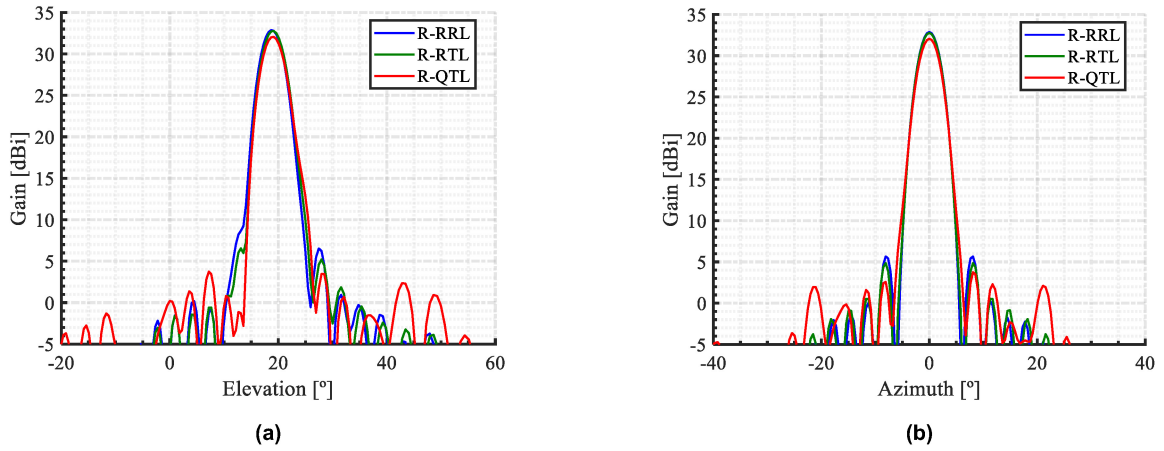 35
30
25
20
15
10
5
0
-5
Gain [dBi]
-20
0
20
40
60
Elevation [º]
R-RRL
R-RTL
R-QTL
(a)
35
30
25
20
15
10
5
0
-5
Gain [dBi]
-40
-20
0
20
40
Azimuth [º]
R-RRL
R-RTL
R-QTL
(b)